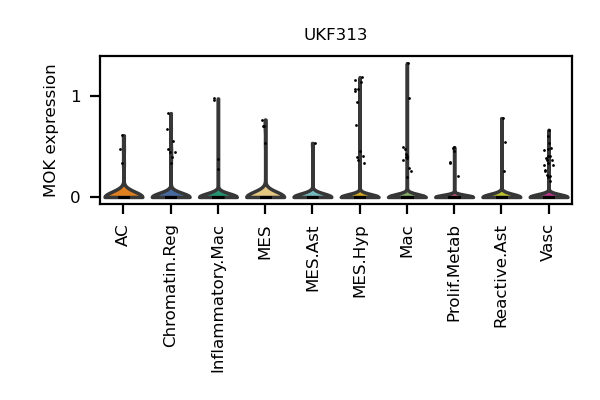 UKF313
MOK expression
1
0
AC
Chromatin.Reg
Inflammatory.Mac
MES
MES.Ast
MES.Hyp
Mac
Prolif.Metab
Reactive.Ast
Vasc